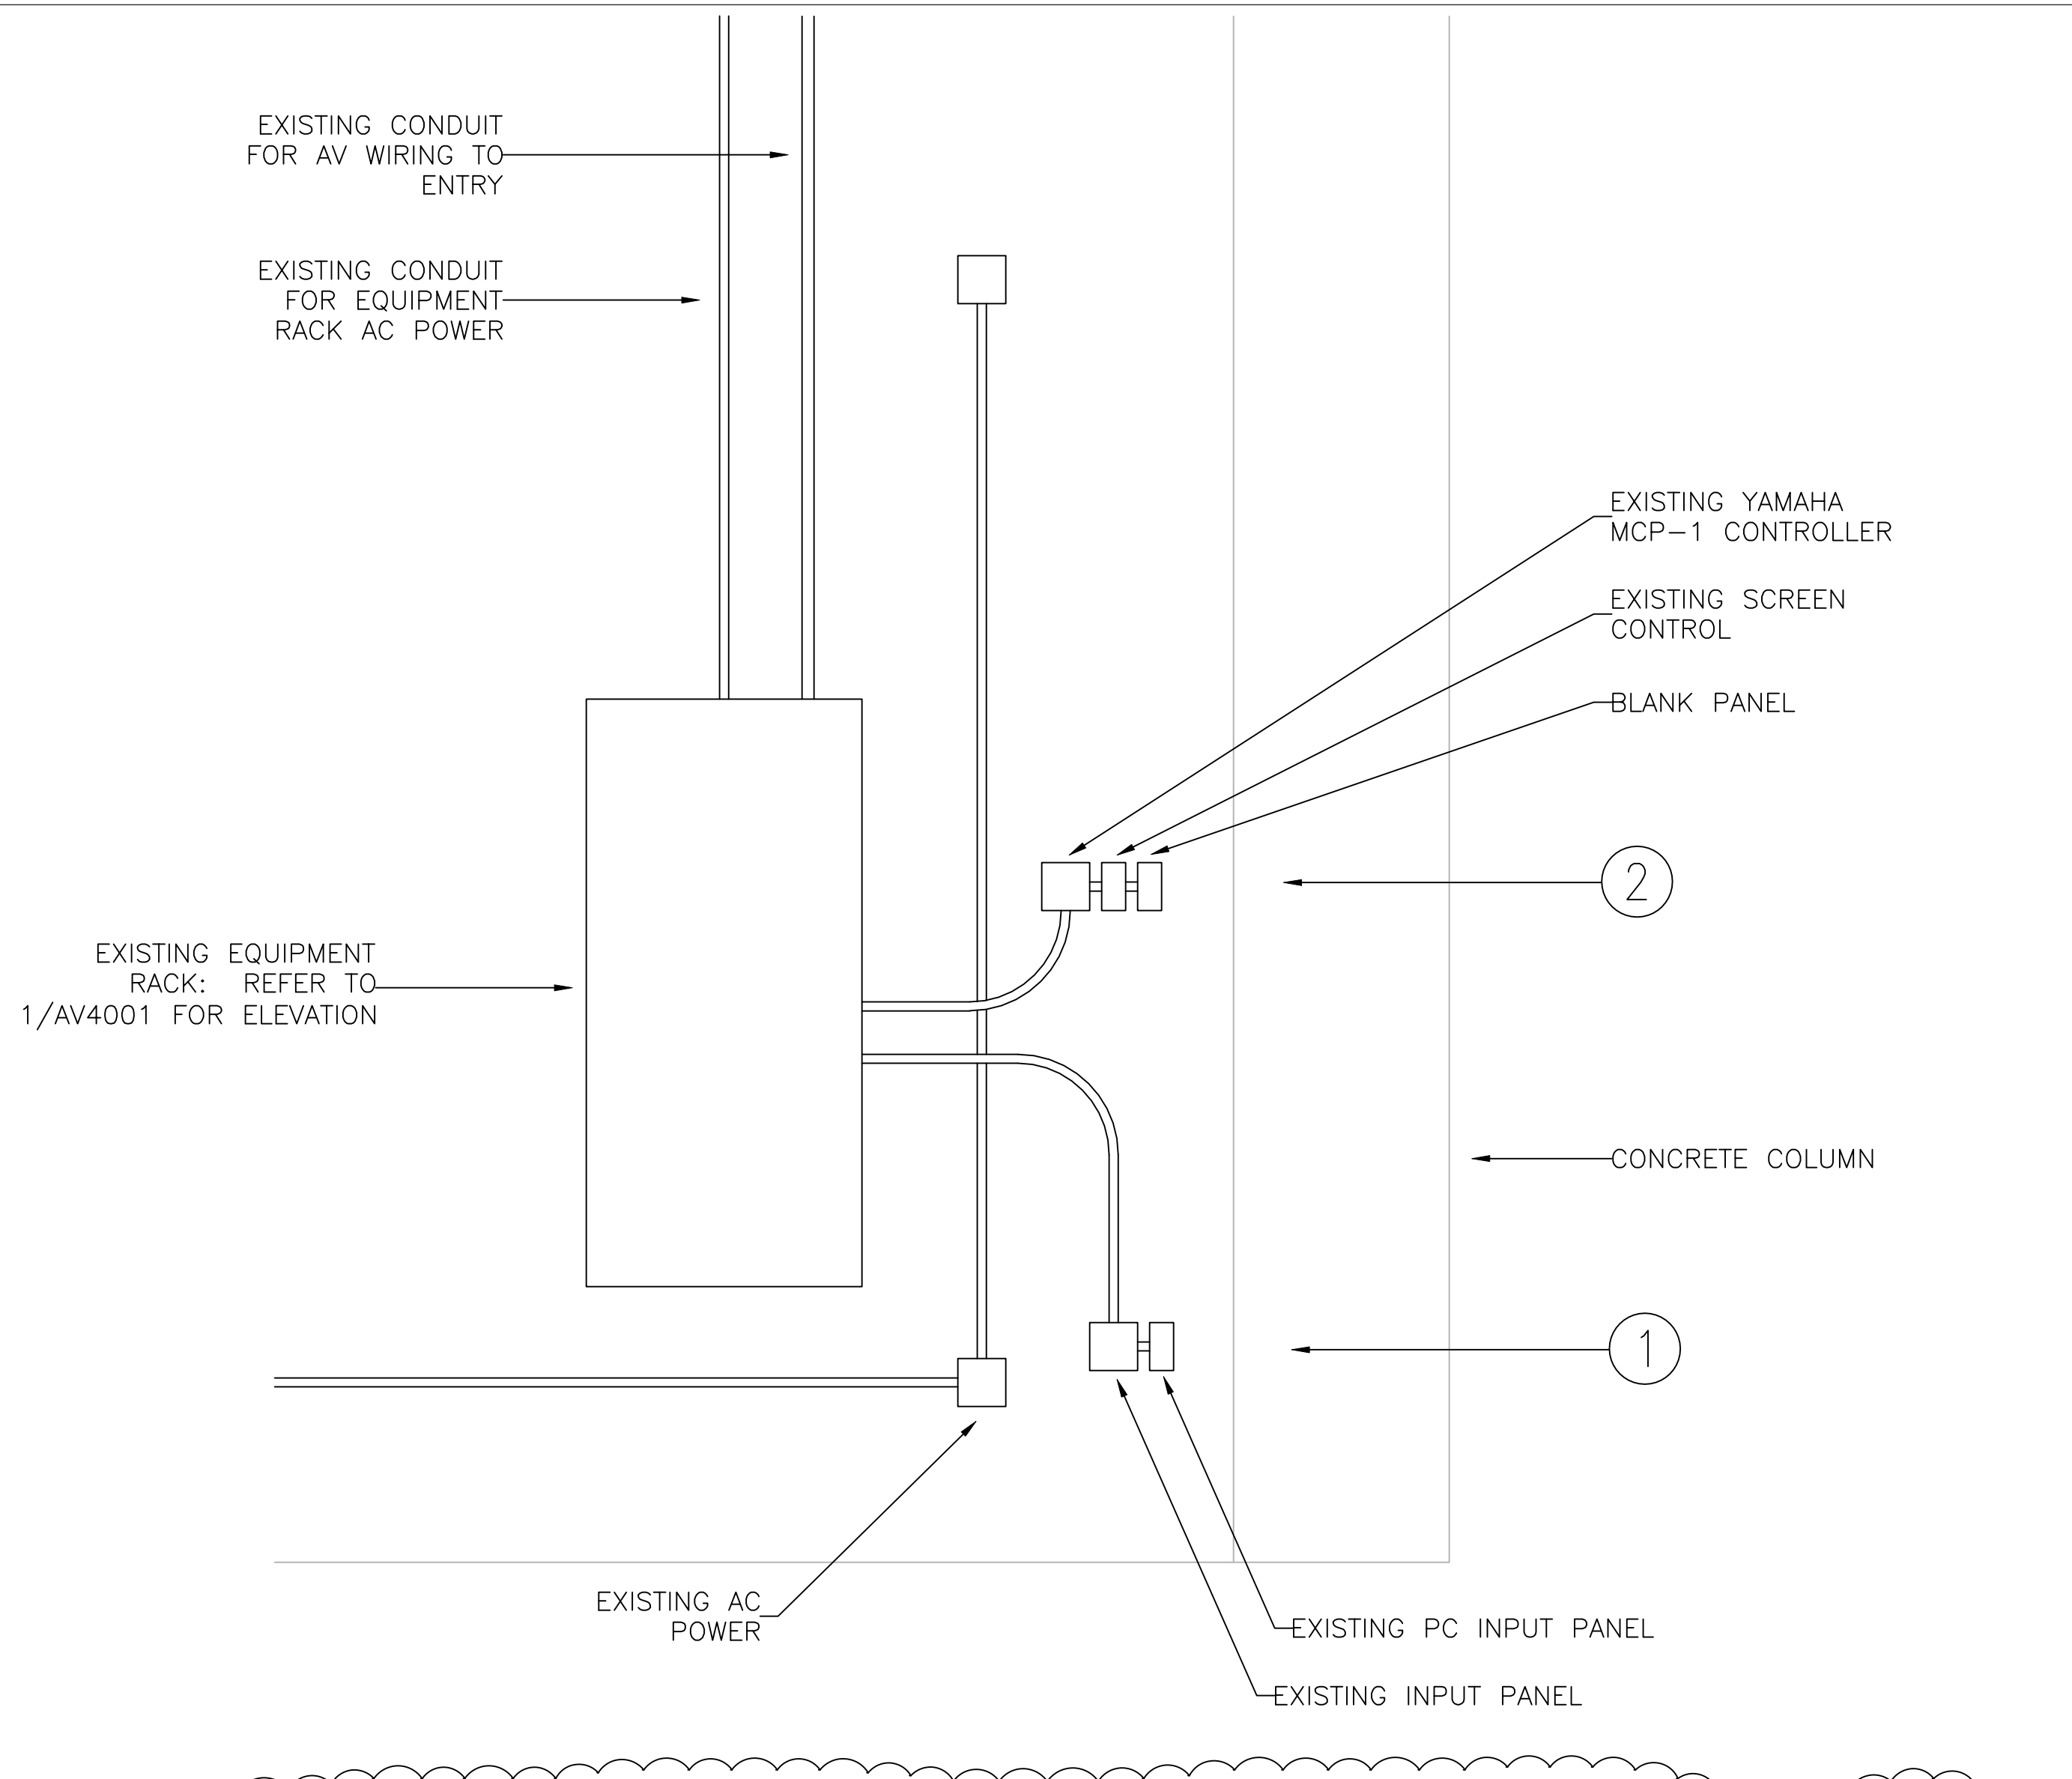 EXISTING CONDUIT
FOR AV WIRING TO
ENTRY
EXISTING CONDUIT
FOR EQUIPMENT
RACK AC POWER
EXISTING YAMAHA
MCP-1 CONTROLLER
EXISTING SCREEN
CONTROL
BLANK PANEL
2
EXISTING EQUIPMENT
RACK: REFER TO
1/AV4001 FOR ELEVATION
CONCRETE COLUMN
1
EXISTING AC
POWER
EXISTING PC INPUT PANEL
EXISTING INPUT PANEL